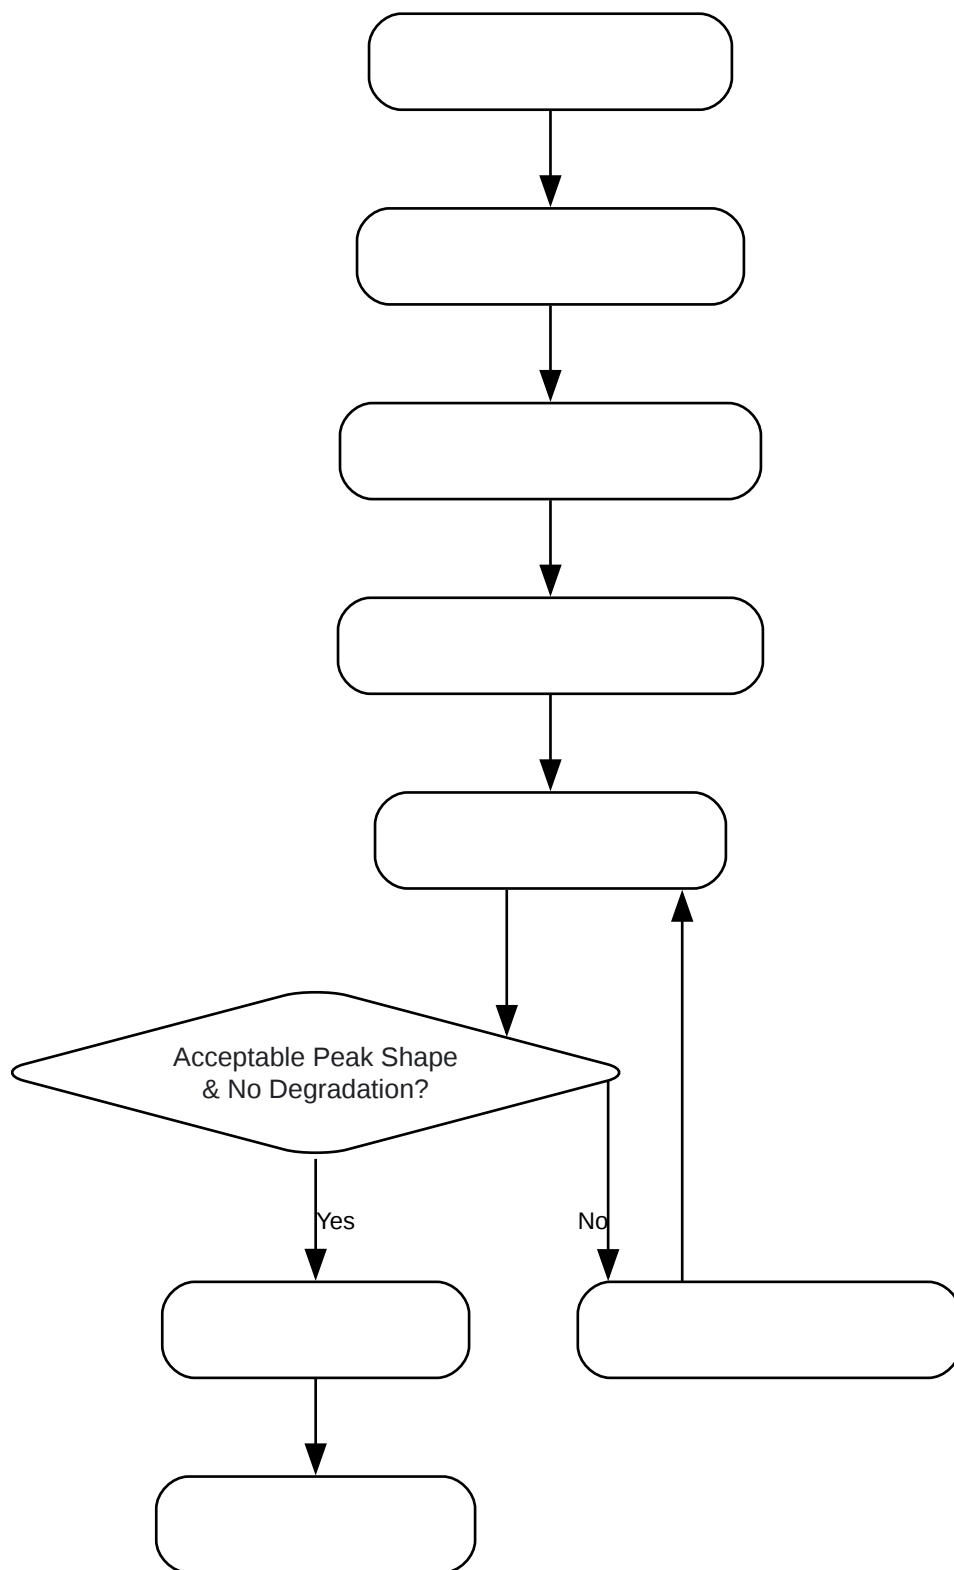 Acceptable Peak Shape
& No Degradation?
Yes
No